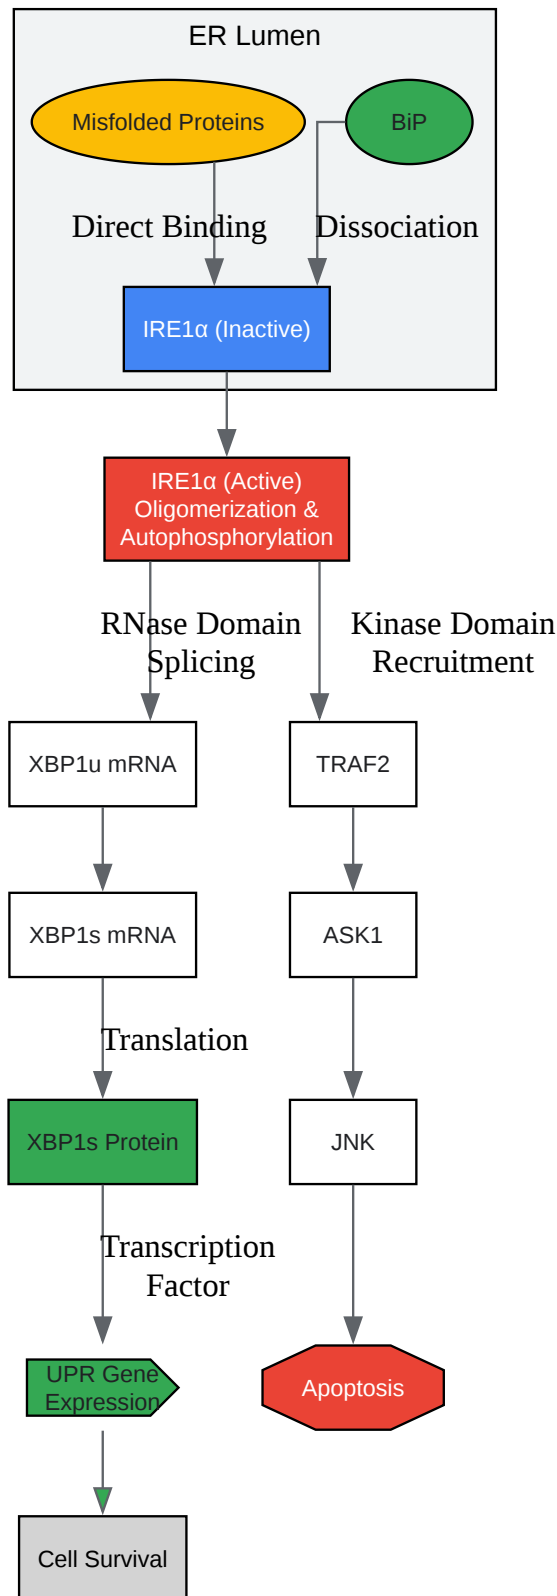 ER Lumen
Misfolded Proteins
BiP
Direct Binding
Dissociation
IRE1α (Inactive)
IRE1α (Active)
Oligomerization &
Autophosphorylation
RNase Domain
Splicing
Kinase Domain
Recruitment
XBP1u mRNA
TRAF2
XBP1s mRNA
ASK1
Translation
XBP1s Protein
JNK
Transcription
Factor
UPR Gene
Expression
Apoptosis
Cell Survival